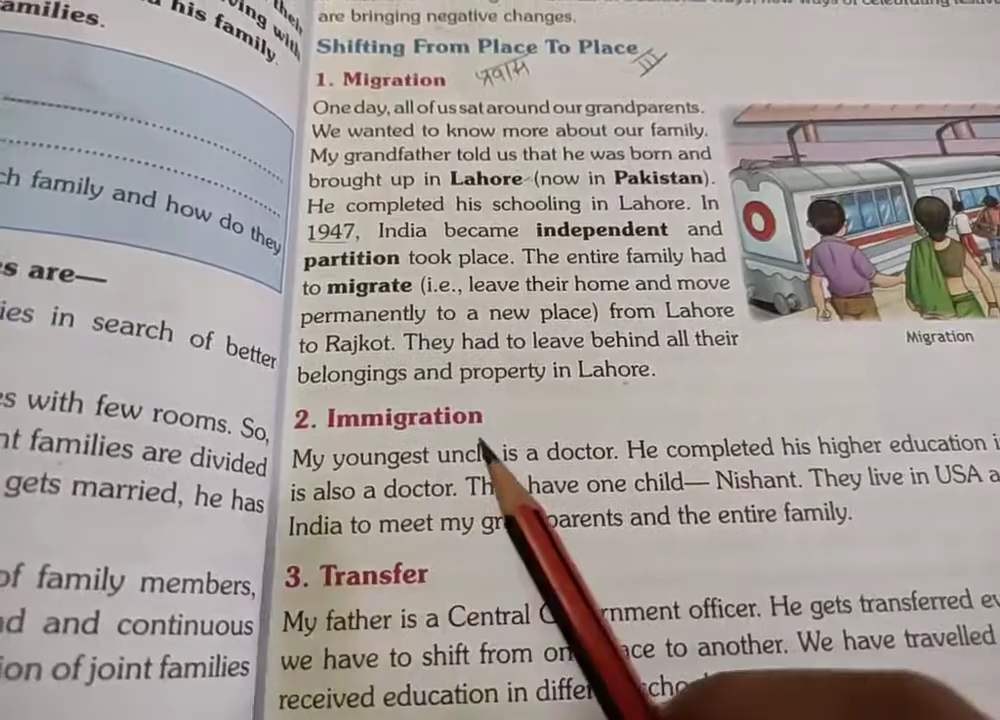 amilies.
their
ving with
his family.
ch family and how do they
s are—
ies in search of better
s with few rooms. So,
nt families are divided
gets married, he has
of family members,
nd and continuous
ion of joint families
are bringing negative changes.
Shifting From Place To Place
III
1. Migration
One day, all of us sat around our grandparents.
We wanted to know more about our family.
My grandfather told us that he was born and
brought up in Lahore (now in Pakistan).
He completed his schooling in Lahore. In
1947, India became independent and
partition took place. The entire family had
to migrate (i.e., leave their home and move
permanently to a new place) from Lahore
to Rajkot. They had to leave behind all their
belongings and property in Lahore.
Migration
2. Immigration
My youngest uncl is a doctor. He completed his higher education i
is also a doctor. Th have one child— Nishant. They live in USA a
India to meet my gr parents and the entire family.
3. Transfer
My father is a Central rnment officer. He gets transferred ev
we have to shift from on ace to another. We have travelled
received education in differ scho